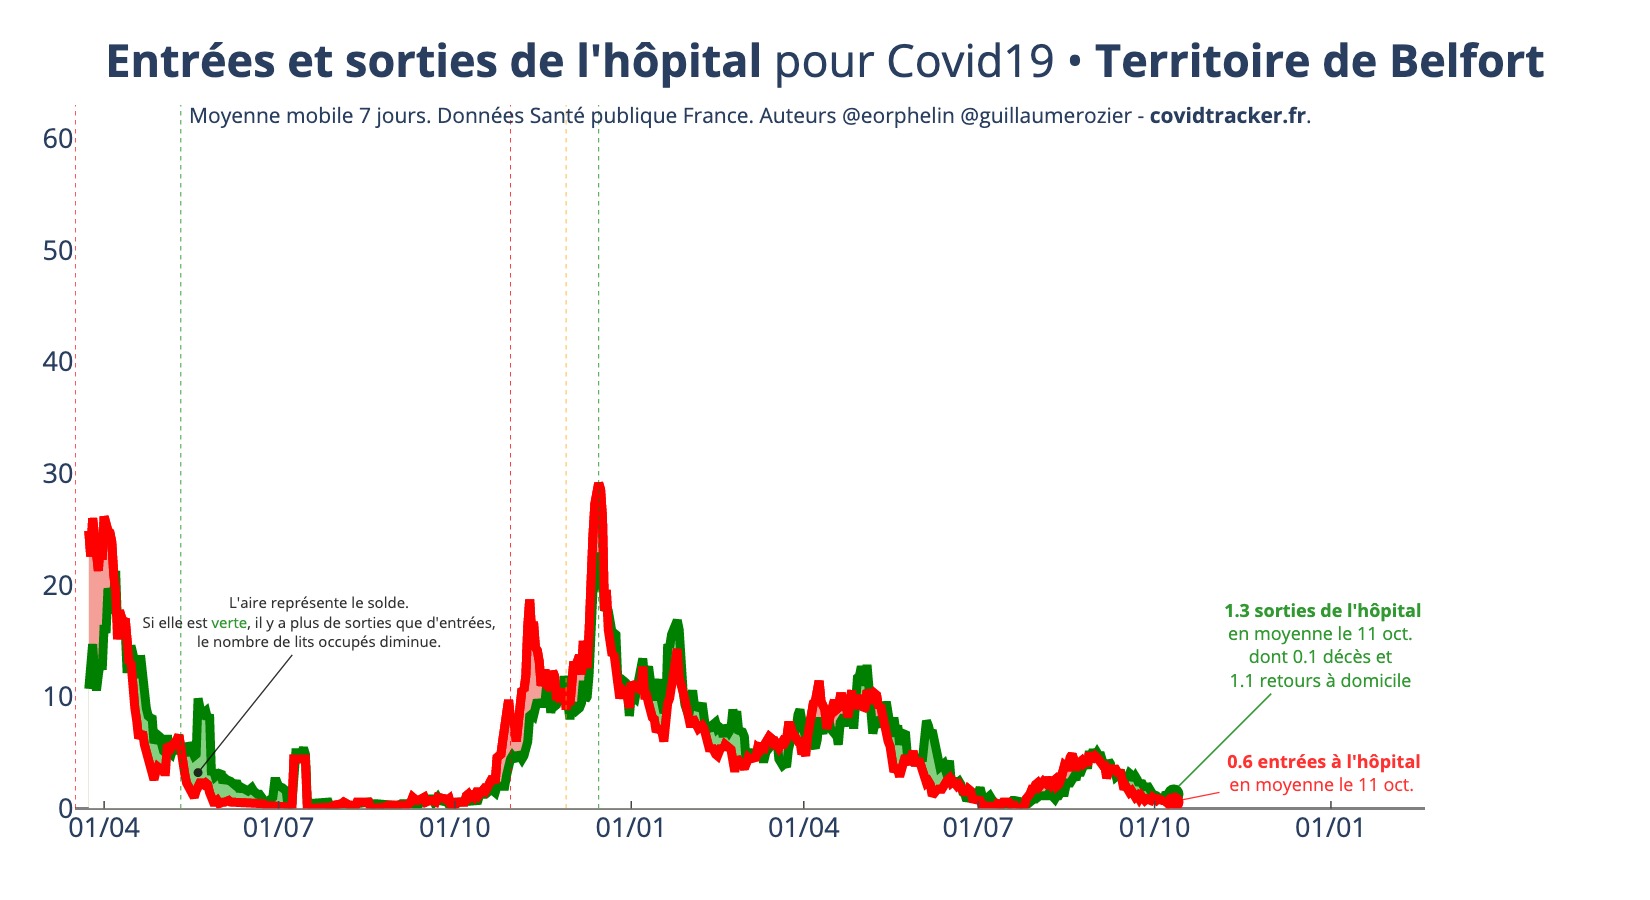 Entrées et sorties de l'hôpital pour Covid19 • Territoire de Belfort
Moyenne mobile 7 jours. Données Santé publique France. Auteurs @eorphelin @guillaumerozier - covidtracker.fr.
60
50
40
30
20
10
0
L'aire représente le solde.
Si elle est verte, il y a plus de sorties que d'entrées,
le nombre de lits occupés diminue.
1.3 sorties de l'hôpital
en moyenne le 11 oct.
dont 0.1 décès et
1.1 retours à domicile
0.6 entrées à l'hôpital
en moyenne le 11 oct.
01/04
01/07
01/10
01/01
01/04
01/07
01/10
01/01